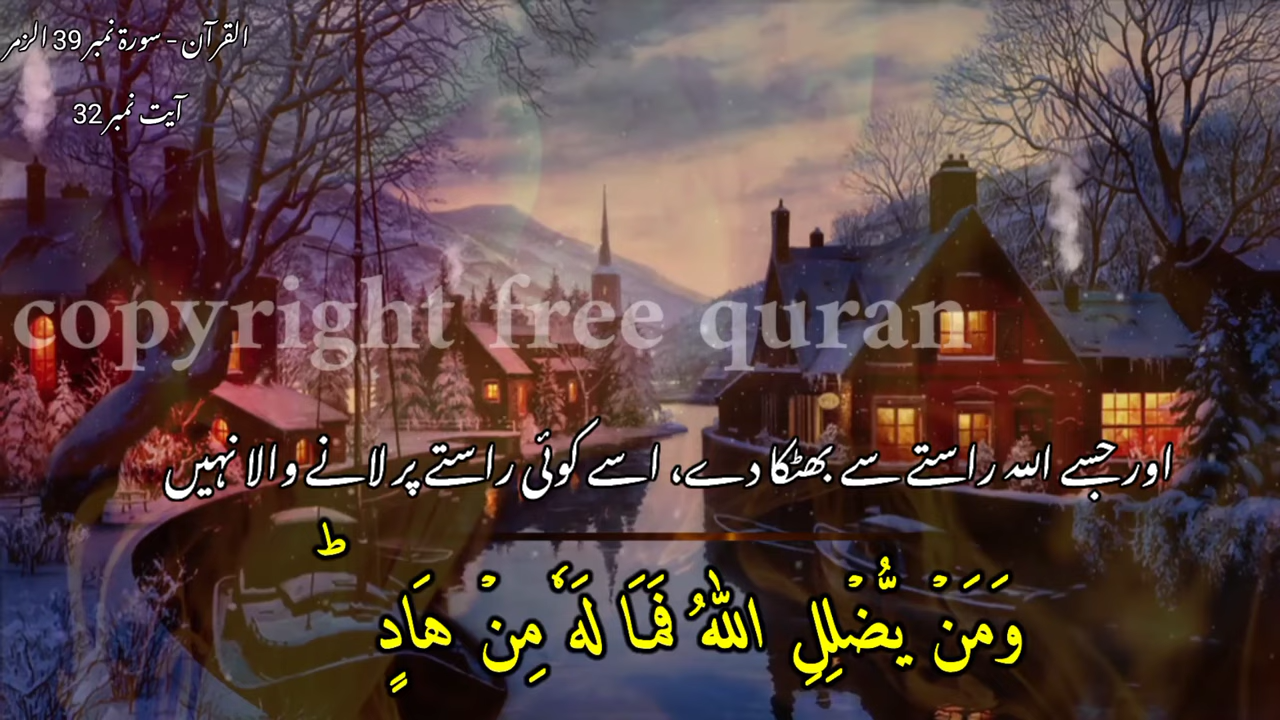 القرآن - سورۃ نمبر 39 الزمر
آیت نمبر 32
copyright free quran
اور جسے اللہ راستے سے بھٹکا دے، اسے کوئی راستے پر لانے والا نہیں
وَمَنۡ يُّضۡلِلِ اللّٰهُ فَمَا لَهٗ مِنۡ هَادٍ‌ ؕ